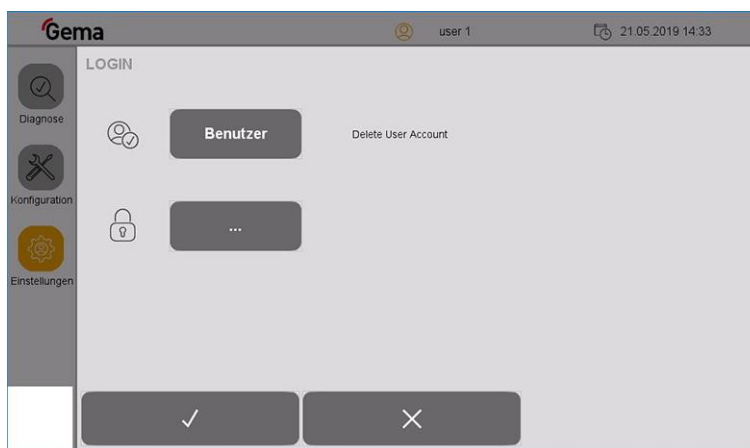 Gema
user 1
21.05.2019 14:33
LOGIN
Diagnose
Benutzer
Delete User Account
Konfiguration
...
Einstellungen